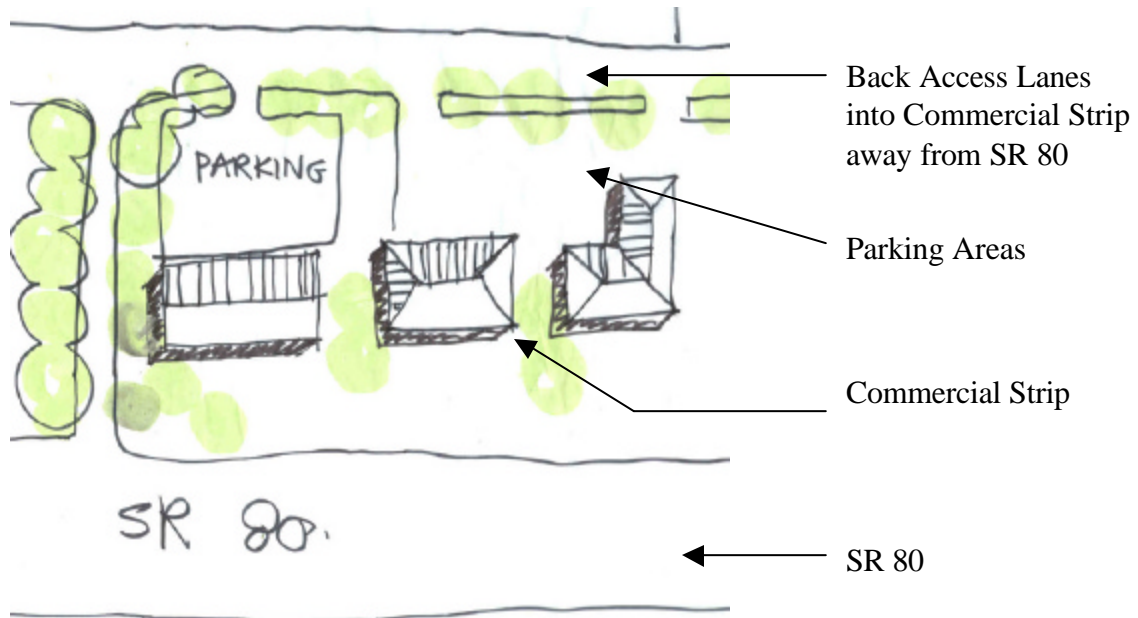 Back Access Lanes
into Commercial Strip
away from SR 80
PARKING
Parking Areas
Commercial Strip
SR 80.
SR 80